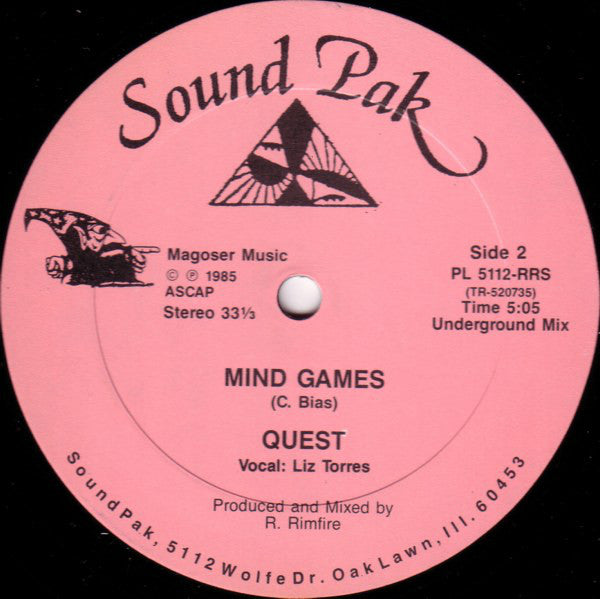 Sound Pak
Magoser Music
© ℗ 1985
ASCAP
Stereo 33⅓
Side 2
PL 5112-RRS
(TR-520735)
Time 5:05
Underground Mix
MIND GAMES
(C. Bias)
QUEST
Vocal: Liz Torres
Produced and Mixed by
R. Rimfire
SoundPak, 5112 Wolfe Dr. OakLawn, Ill. 60453